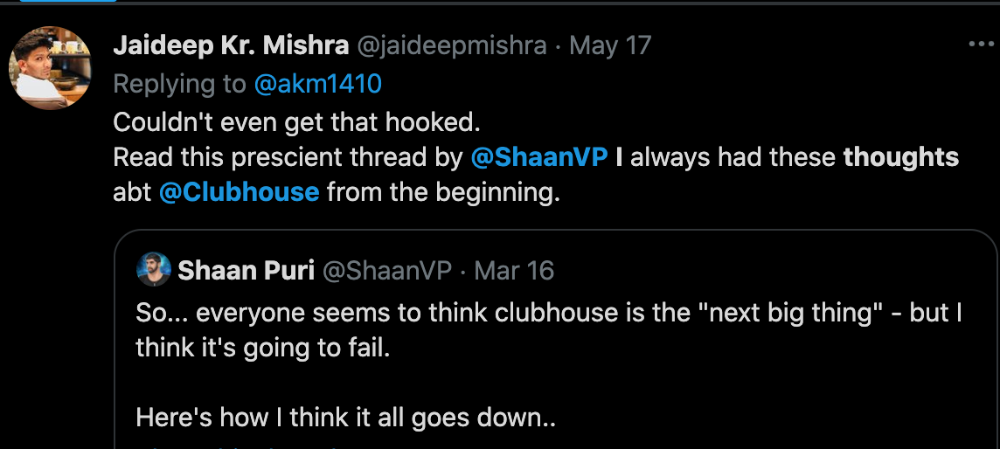 Jaideep Kr. Mishra @jaideepmishra · May 17
Replying to @akm1410
Couldn't even get that hooked.
Read this prescient thread by @ShaanVP I always had these thoughts
abt @Clubhouse from the beginning.
Shaan Puri @ShaanVP · Mar 16
So... everyone seems to think clubhouse is the "next big thing" - but I
think it's going to fail.
Here's how I think it all goes down..